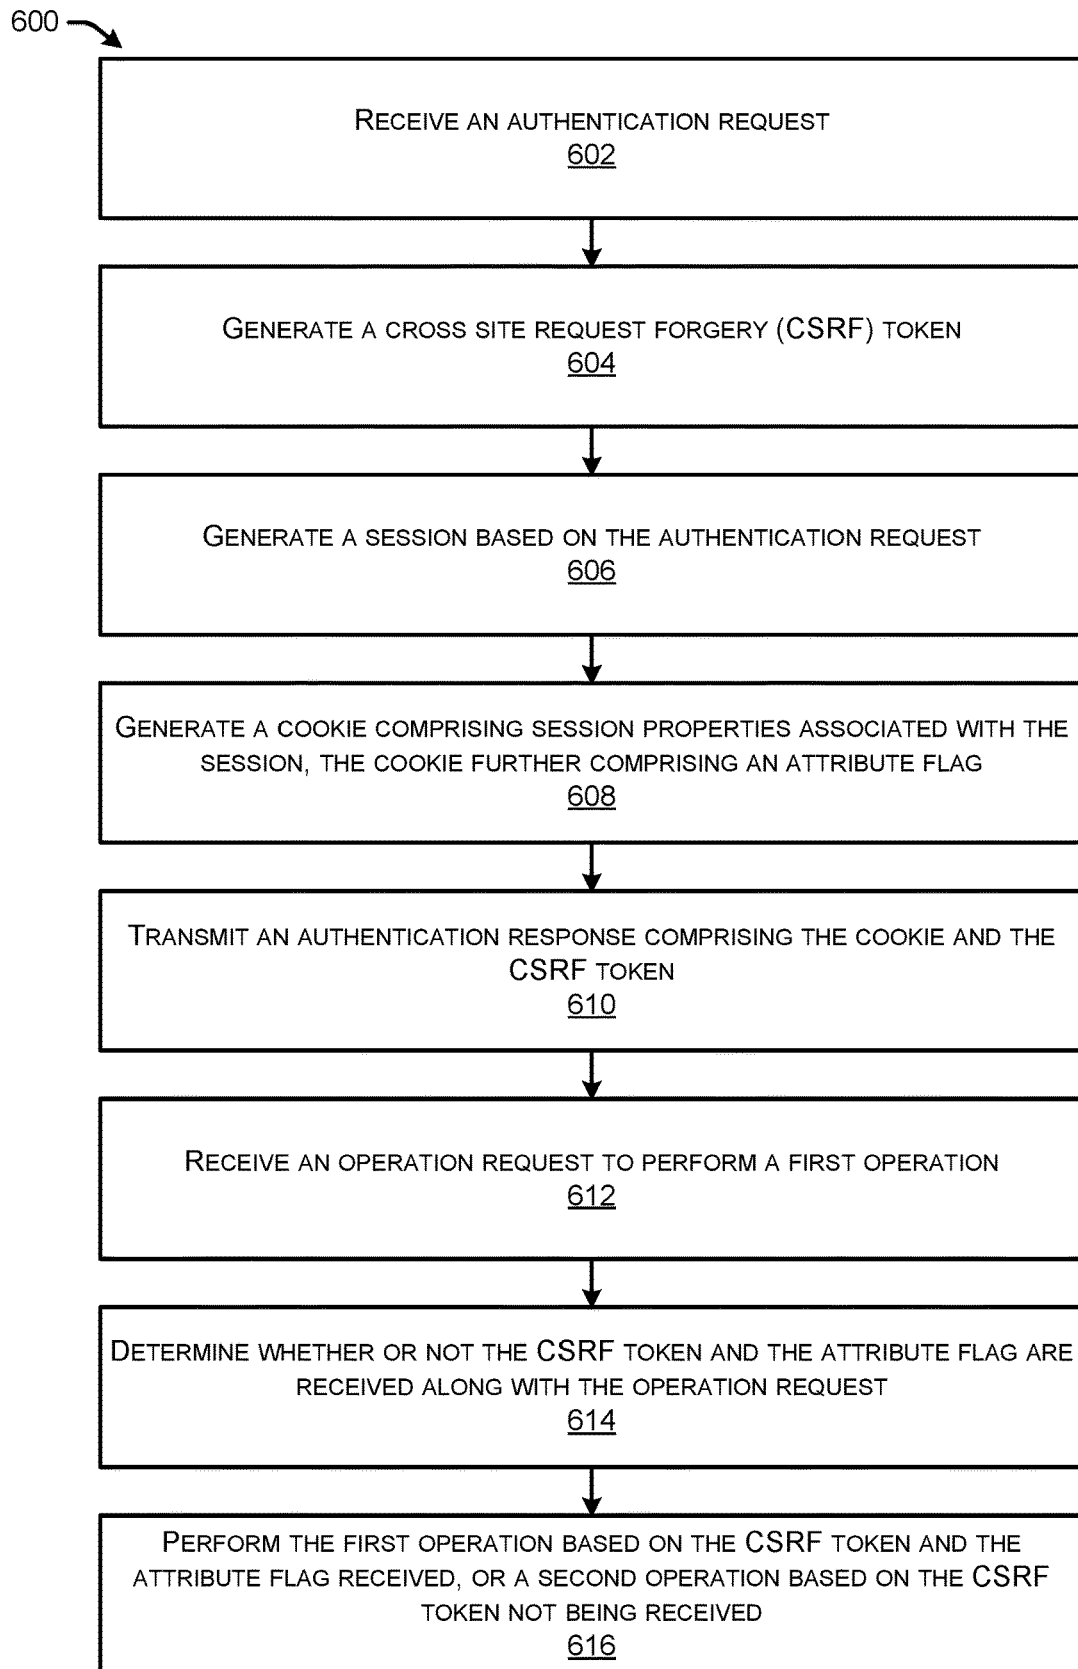 600
RECEIVE AN AUTHENTICATION REQUEST
602
GENERATE A CROSS SITE REQUEST FORGERY (CSRF) TOKEN
604
GENERATE A SESSION BASED ON THE AUTHENTICATION REQUEST
606
GENERATE A COOKIE COMPRISING SESSION PROPERTIES ASSOCIATED WITH THE
SESSION, THE COOKIE FURTHER COMPRISING AN ATTRIBUTE FLAG
608
TRANSMIT AN AUTHENTICATION RESPONSE COMPRISING THE COOKIE AND THE
CSRF TOKEN
610
RECEIVE AN OPERATION REQUEST TO PERFORM A FIRST OPERATION
612
DETERMINE WHETHER OR NOT THE CSRF TOKEN AND THE ATTRIBUTE FLAG ARE
RECEIVED ALONG WITH THE OPERATION REQUEST
614
PERFORM THE FIRST OPERATION BASED ON THE CSRF TOKEN AND THE
ATTRIBUTE FLAG RECEIVED, OR A SECOND OPERATION BASED ON THE CSRF
TOKEN NOT BEING RECEIVED
616